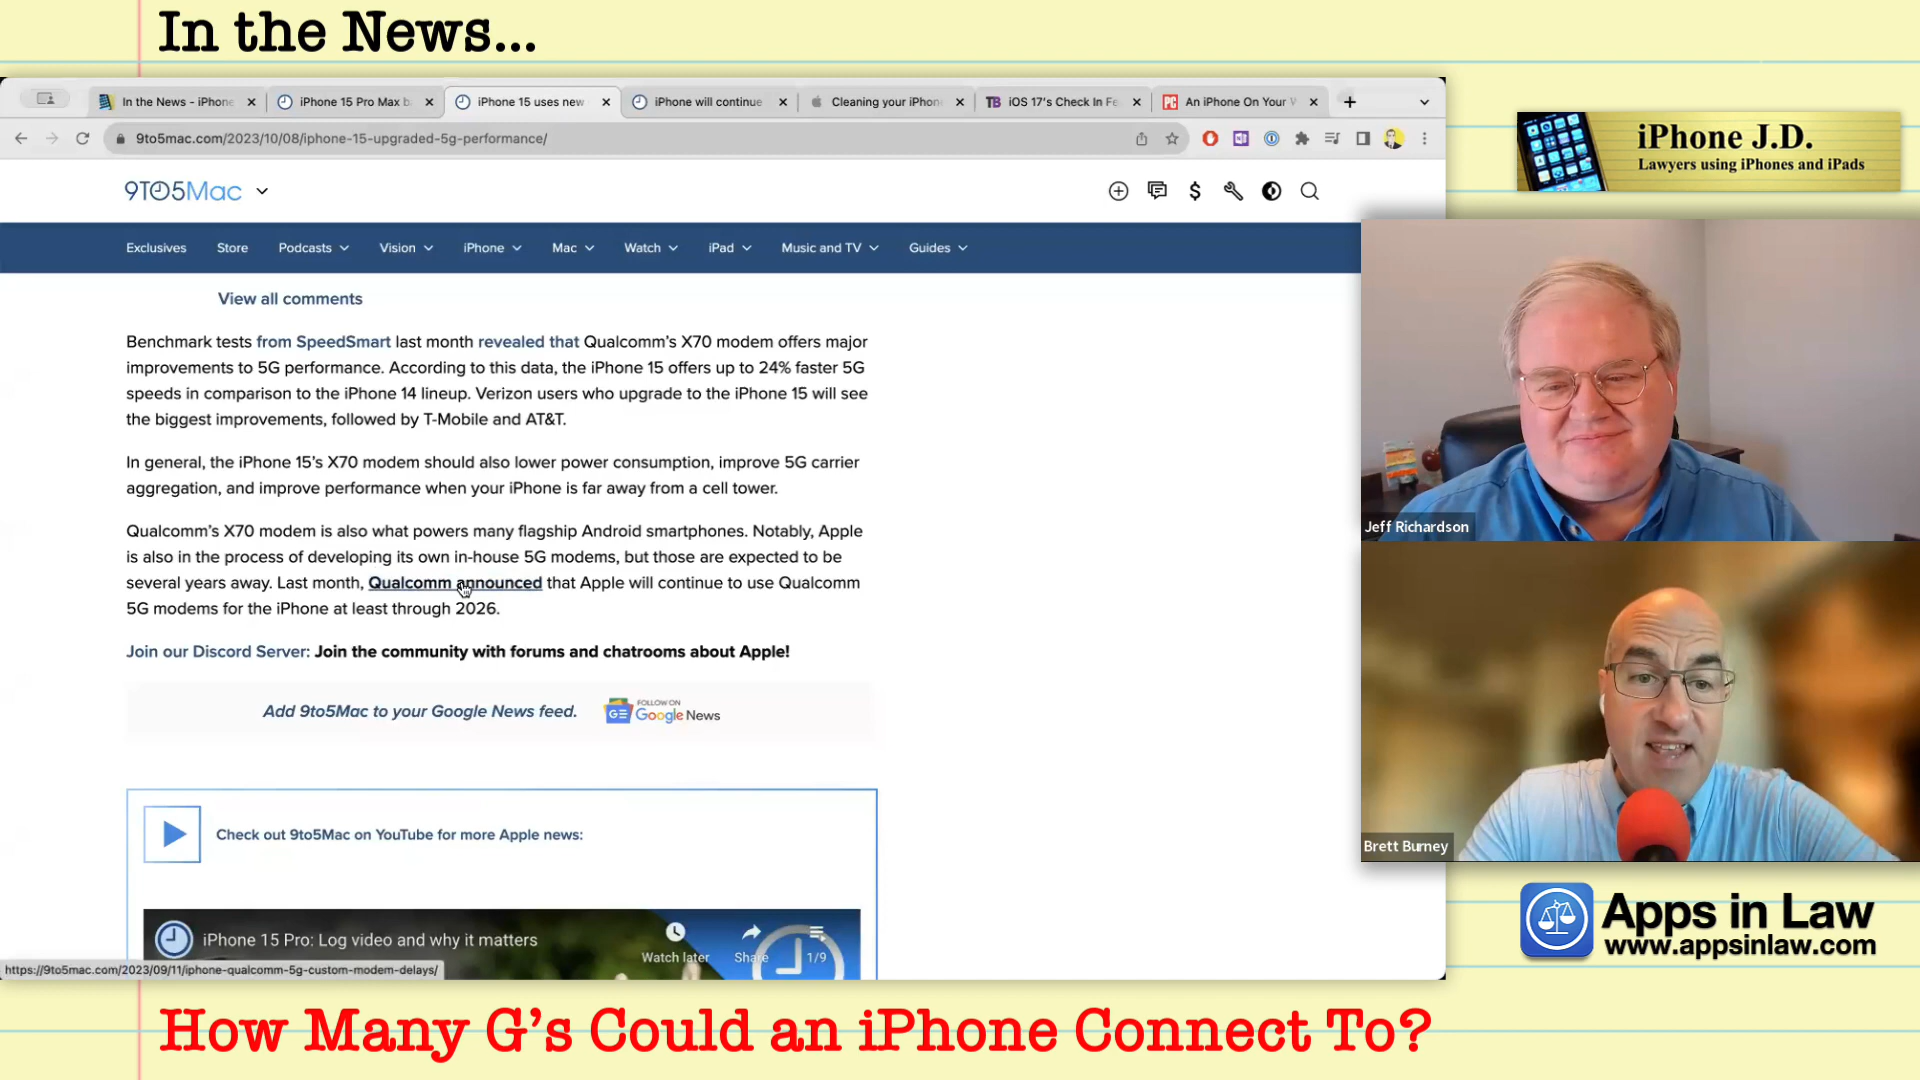 In the News...
In the News - iPhone
iPhone 15 Pro Max b
iPhone 15 uses new
iPhone will continue
Cleaning your iPhon
TB iOS 17's Check In Fe
PC An iPhone On Your
9to5mac.com/2023/10/08/iphone-15-upgraded-5g-performance/
9TO5Mac
Exclusives Store Podcasts Vision iPhone Mac Watch iPad Music and TV Guides
View all comments
Benchmark tests from SpeedSmart last month revealed that Qualcomm's X70 modem offers major
improvements to 5G performance. According to this data, the iPhone 15 offers up to 24% faster 5G
speeds in comparison to the iPhone 14 lineup. Verizon users who upgrade to the iPhone 15 will see
the biggest improvements, followed by T-Mobile and AT&T.
In general, the iPhone 15's X70 modem should also lower power consumption, improve 5G carrier
aggregation, and improve performance when your iPhone is far away from a cell tower.
Qualcomm's X70 modem is also what powers many flagship Android smartphones. Notably, Apple
is also in the process of developing its own in-house 5G modems, but those are expected to be
several years away. Last month, Qualcomm announced that Apple will continue to use Qualcomm
5G modems for the iPhone at least through 2026.
Join our Discord Server: Join the community with forums and chatrooms about Apple!
Add 9to5Mac to your Google News feed.
GE FOLLOW ON
Google News
Check out 9to5Mac on YouTube for more Apple news:
iPhone 15 Pro: Log video and why it matters
Watch later
Share
1/9
https://9to5mac.com/2023/09/11/iphone-qualcomm-5g-custom-modem-delays/
iPhone J.D.
Lawyers using iPhones and iPads
Jeff Richardson
Brett Burney
Apps in Law
www.appsinlaw.com
How Many G's Could an iPhone Connect To?